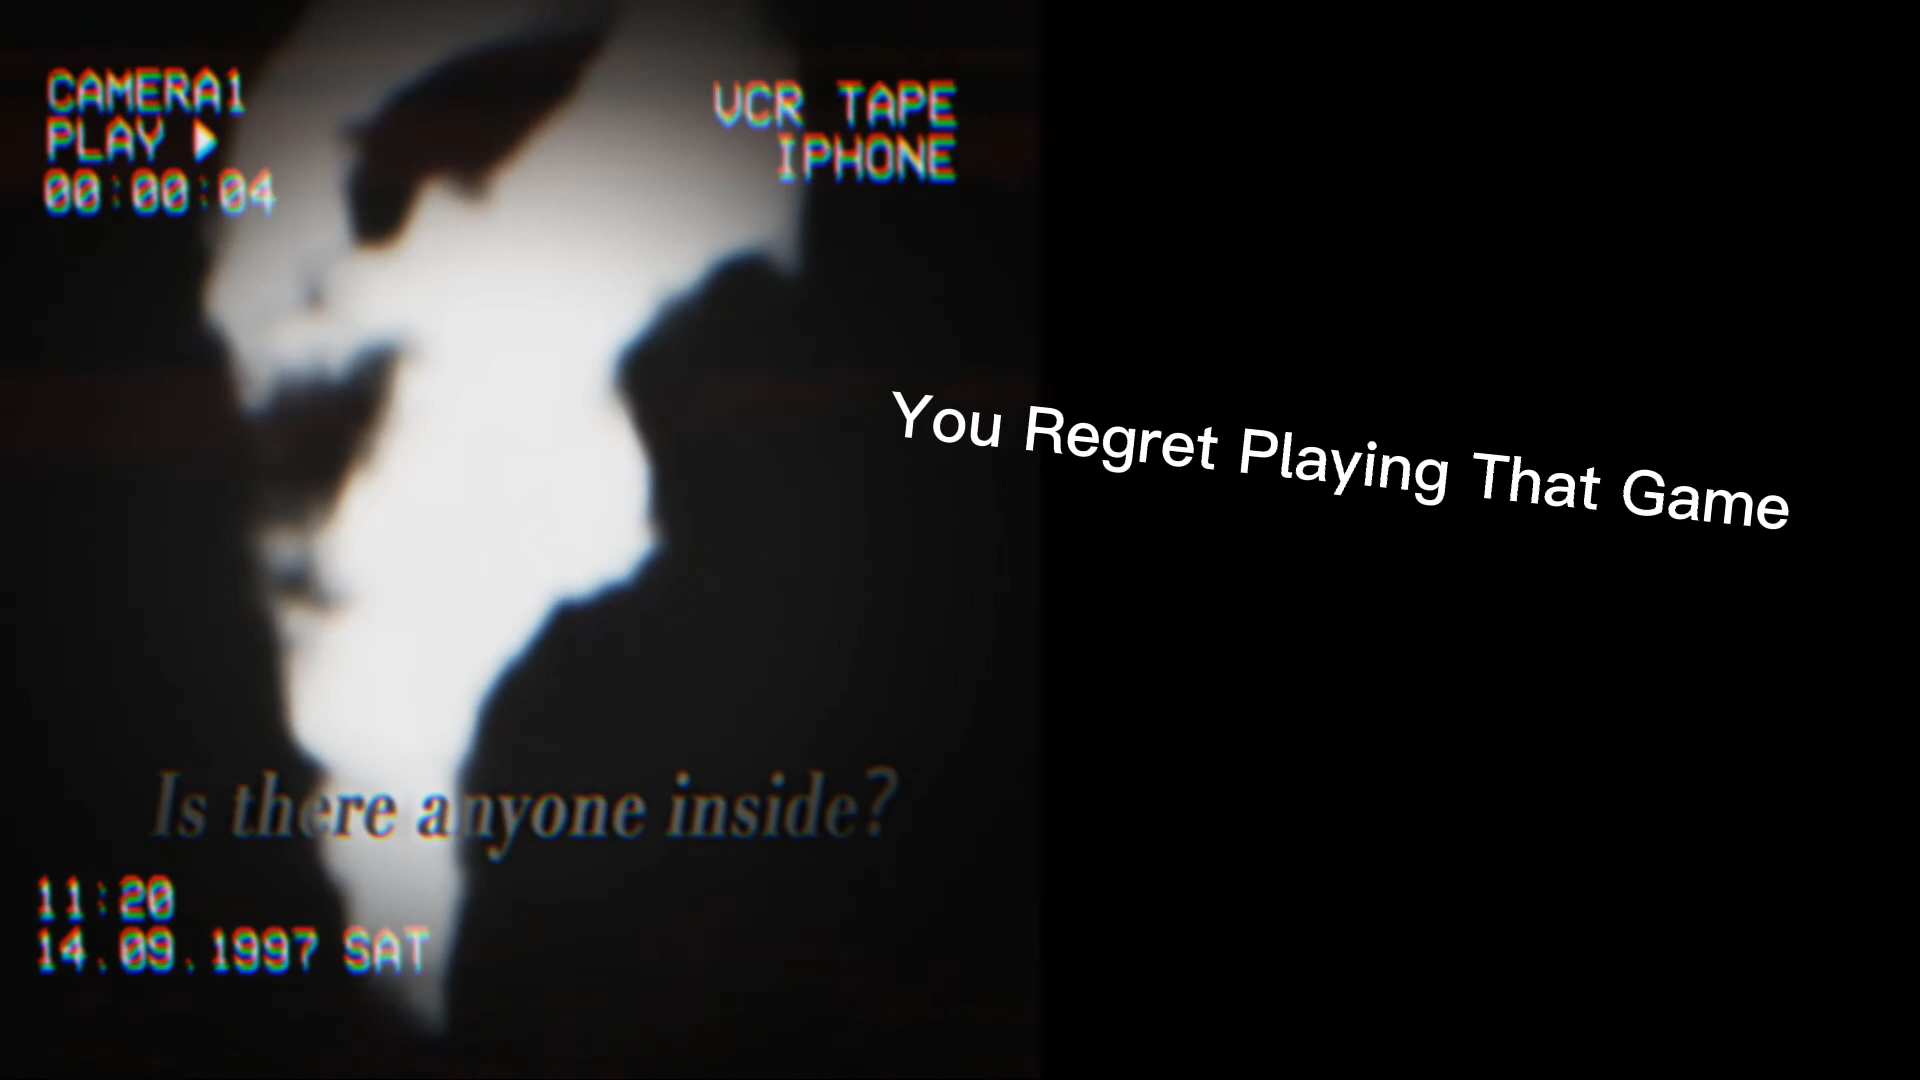 CAMERA1
PLAY
00:00:04
VCR TAPE
IPHONE
You Regret Playing That Game
Is there anyone inside?
11:20
14.09.1997 SAT